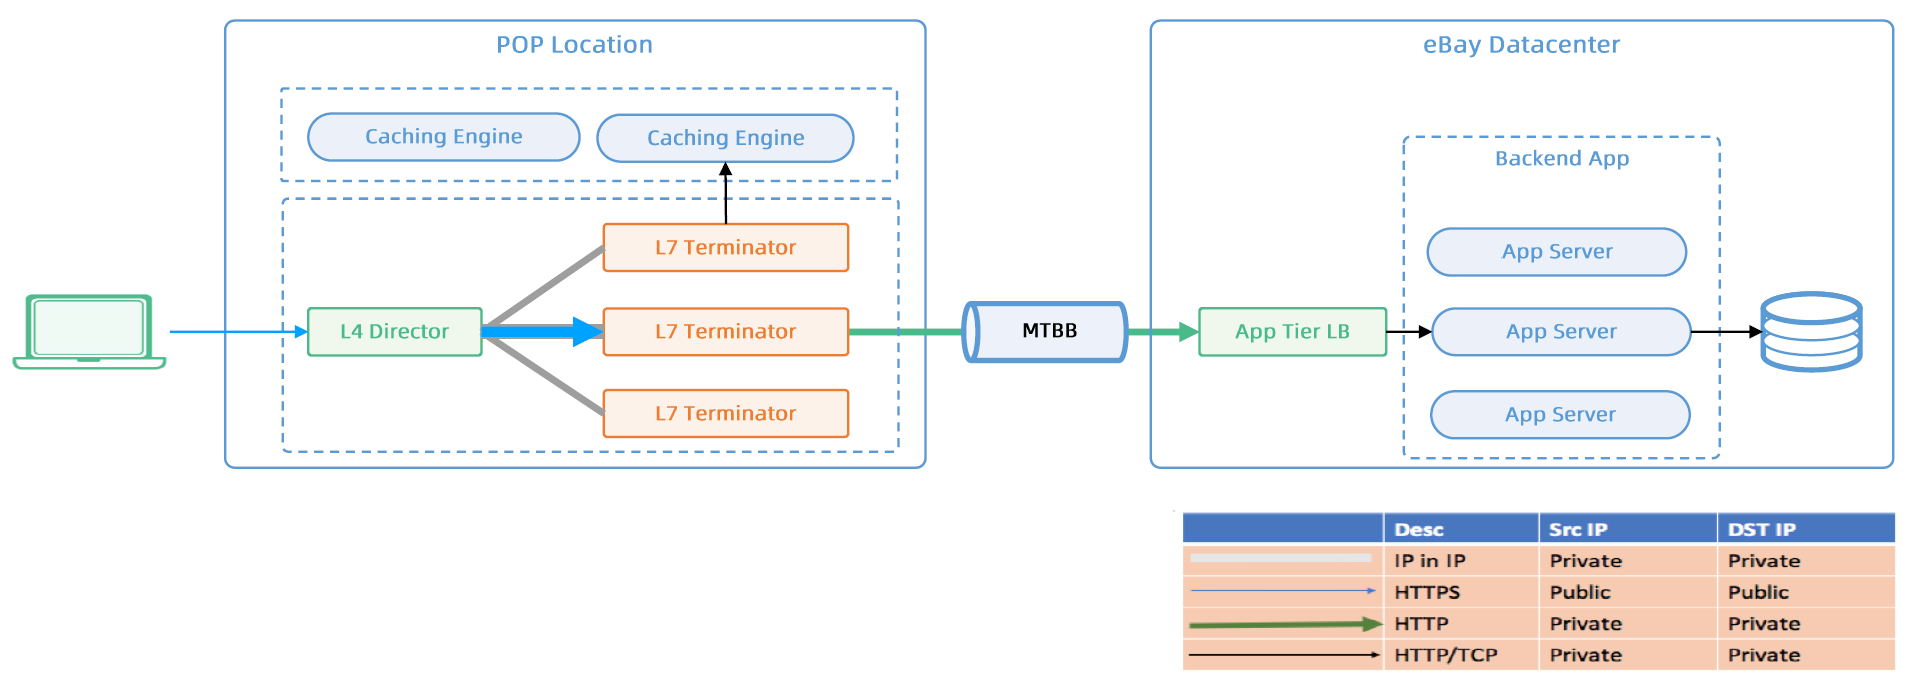 POP Location
Caching Engine
Caching Engine
L7 Terminator
L4 Director
L7 Terminator
L7 Terminator
MTBB
eBay Datacenter
Backend App
App Server
App Tier LB
App Server
App Server
Desc Src IP DST IP
IP in IP Private Private
HTTPS Public Public
HTTP Private Private
HTTP/TCP Private Private